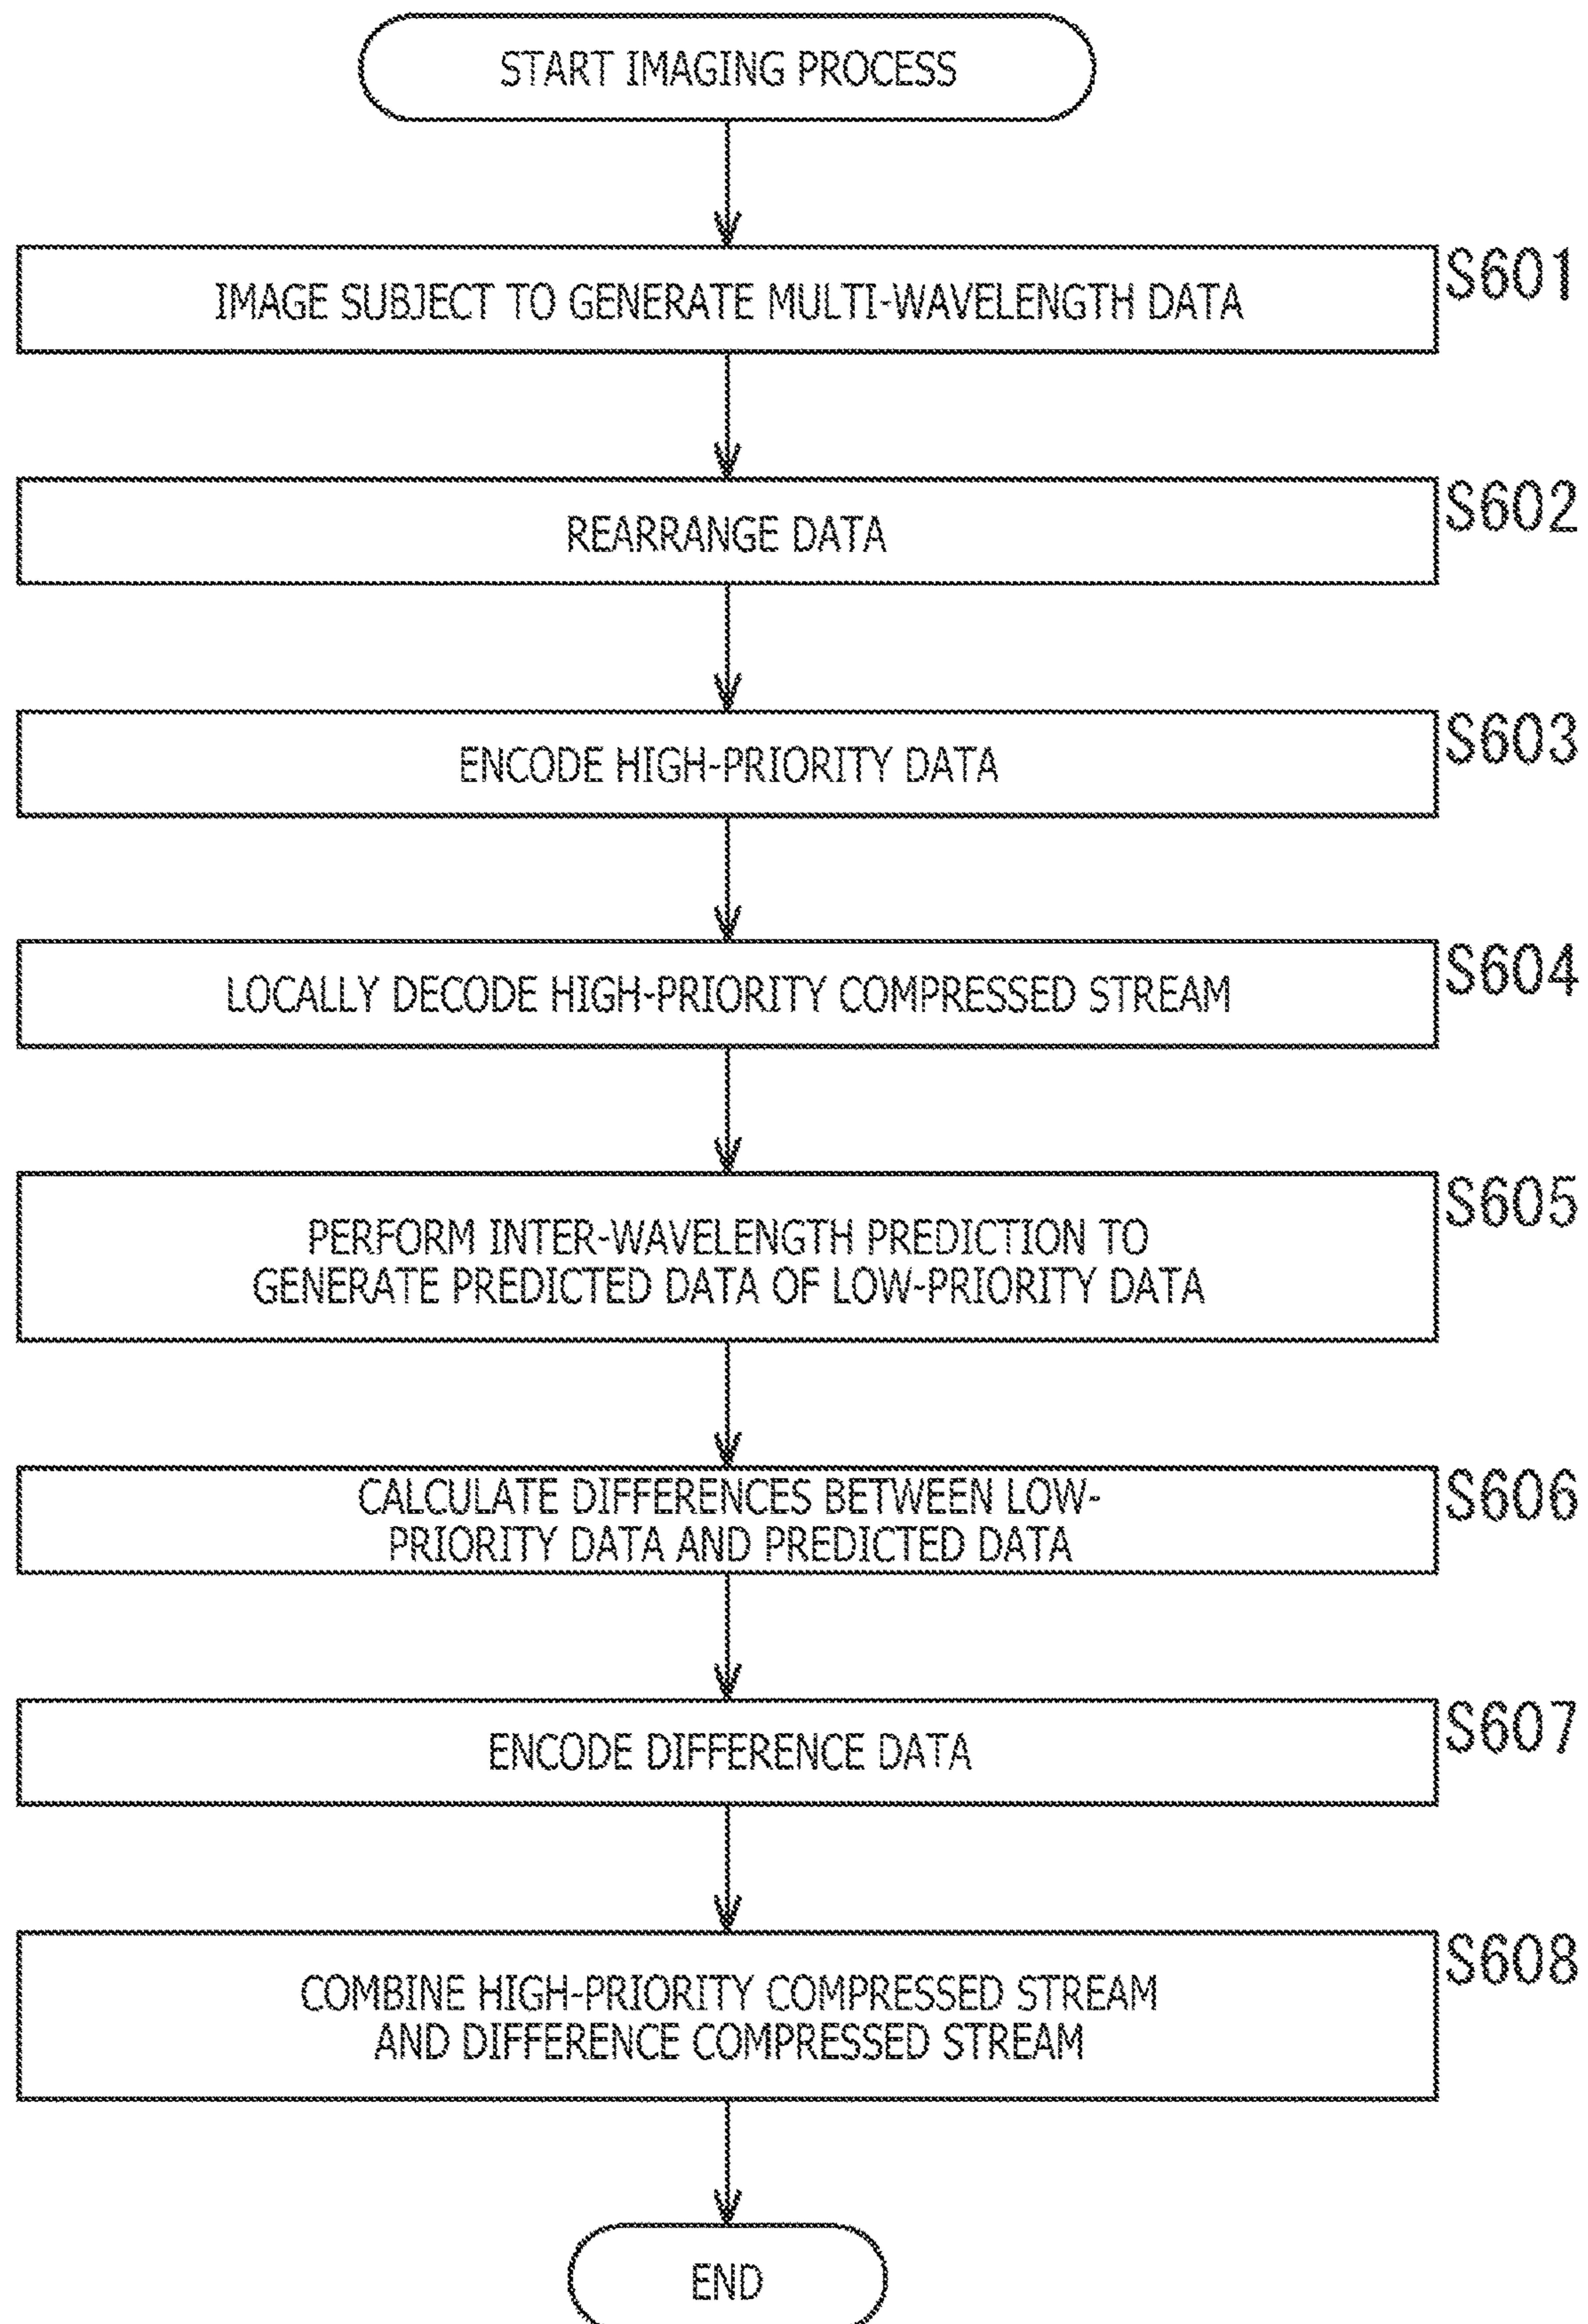 START IMAGING PROCESS
IMAGE SUBJECT TO GENERATE MULTI-WAVELENGTH DATA
S601
REARRANGE DATA
S602
ENCODE HIGH-PRIORITY DATA
S603
LOCALLY DECODE HIGH-PRIORITY COMPRESSED STREAM
S604
PERFORM INTER-WAVELENGTH PREDICTION TO
GENERATE PREDICTED DATA OF LOW-PRIORITY DATA
S605
CALCULATE DIFFERENCES BETWEEN LOW-
PRIORITY DATA AND PREDICTED DATA
S606
ENCODE DIFFERENCE DATA
S607
COMBINE HIGH-PRIORITY COMPRESSED STREAM
AND DIFFERENCE COMPRESSED STREAM
S608
END